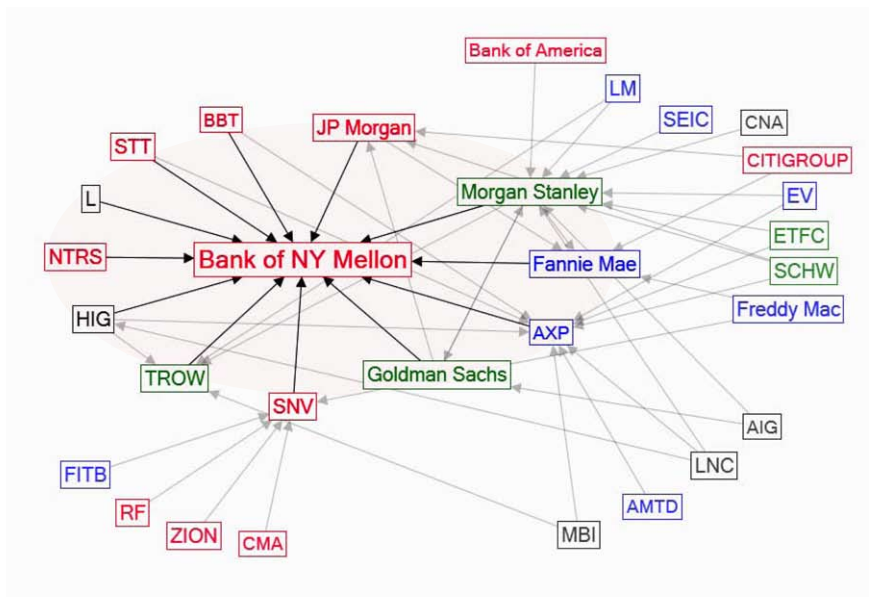 Bank of America
LM
BBT
JP Morgan
SEIC
CNA
STT
CITIGROUP
Morgan Stanley
L
EV
ETFC
NTRS
Bank of NY Mellon
Fannie Mae
SCHW
Freddy Mac
HIG
AXP
TROW
Goldman Sachs
SNV
AIG
LNC
FITB
AMTD
RF
ZION
CMA
MBI